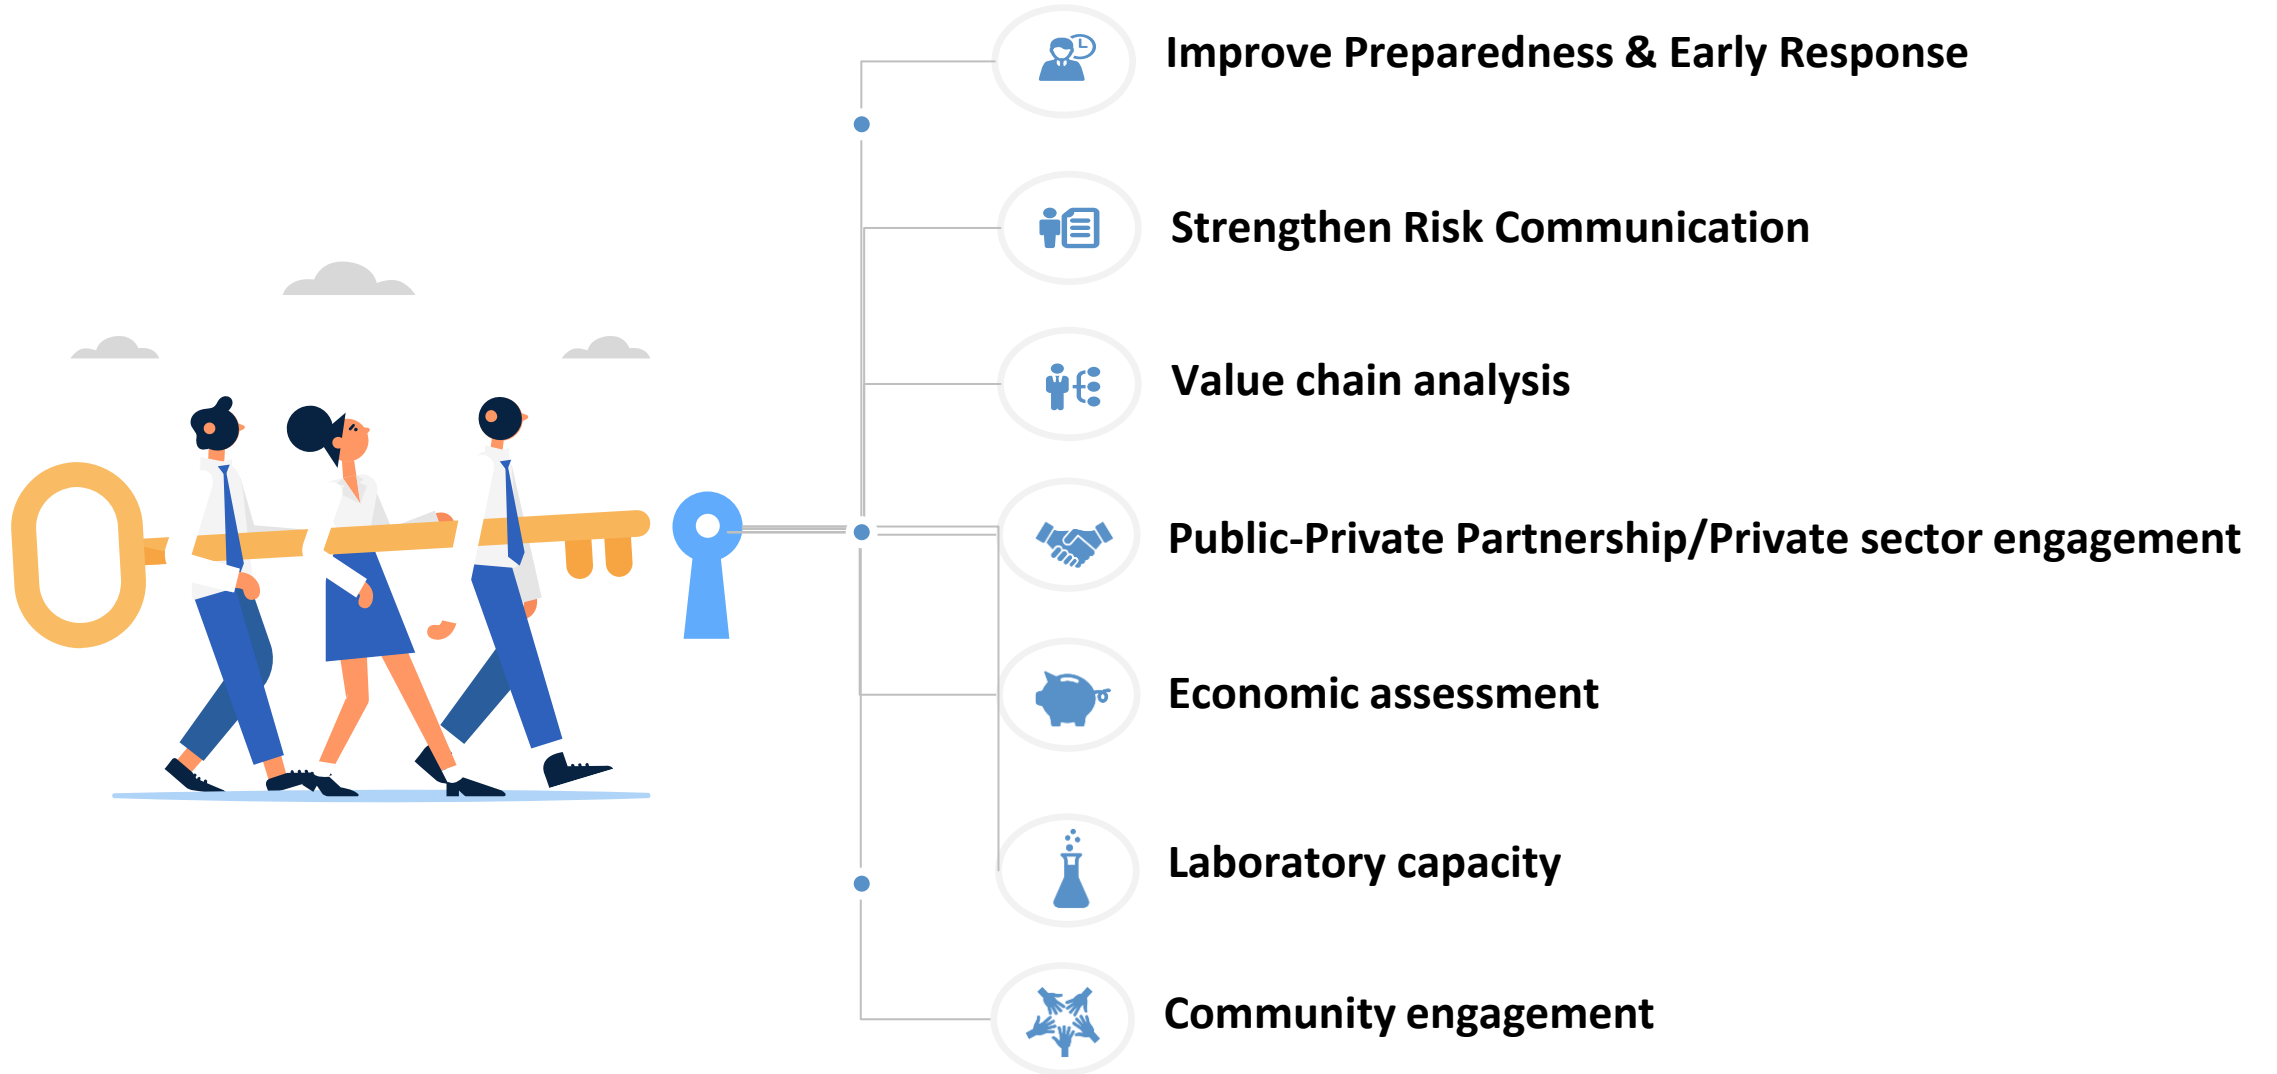 Improve Preparedness & Early Response
Strengthen Risk Communication
Value chain analysis
Public-Private Partnership/Private sector engagement
Economic assessment
Laboratory capacity
Community engagement